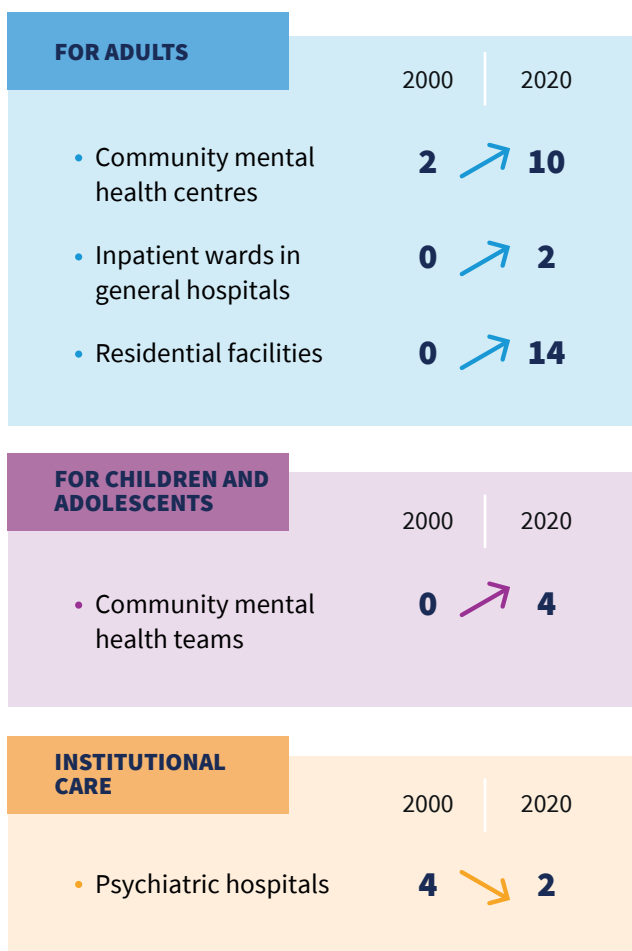 FOR ADULTS
2000 2020
• Community mental
health centres
2 10
• Inpatient wards in
general hospitals
0 2
• Residential facilities 0 14
FOR CHILDREN AND
ADOLESCENTS
2000 2020
• Community mental
health teams
0 4
INSTITUTIONAL
CARE
2000 2020
• Psychiatric hospitals 4 2